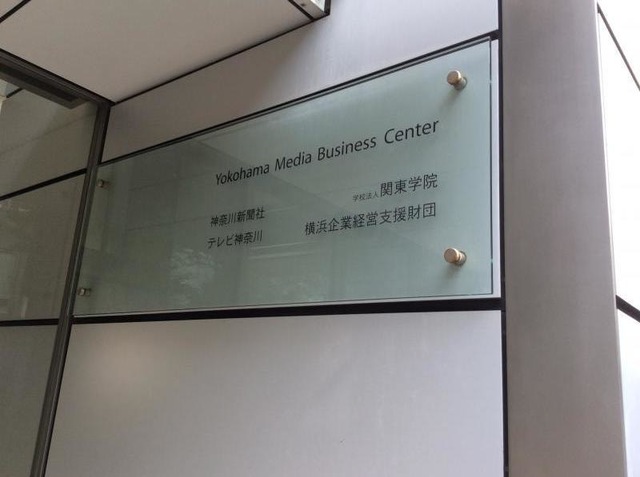 Yokohama Media Business Center
神奈川新聞社
学校法人 関東学院
テレビ神奈川
横浜企業経営支援財団